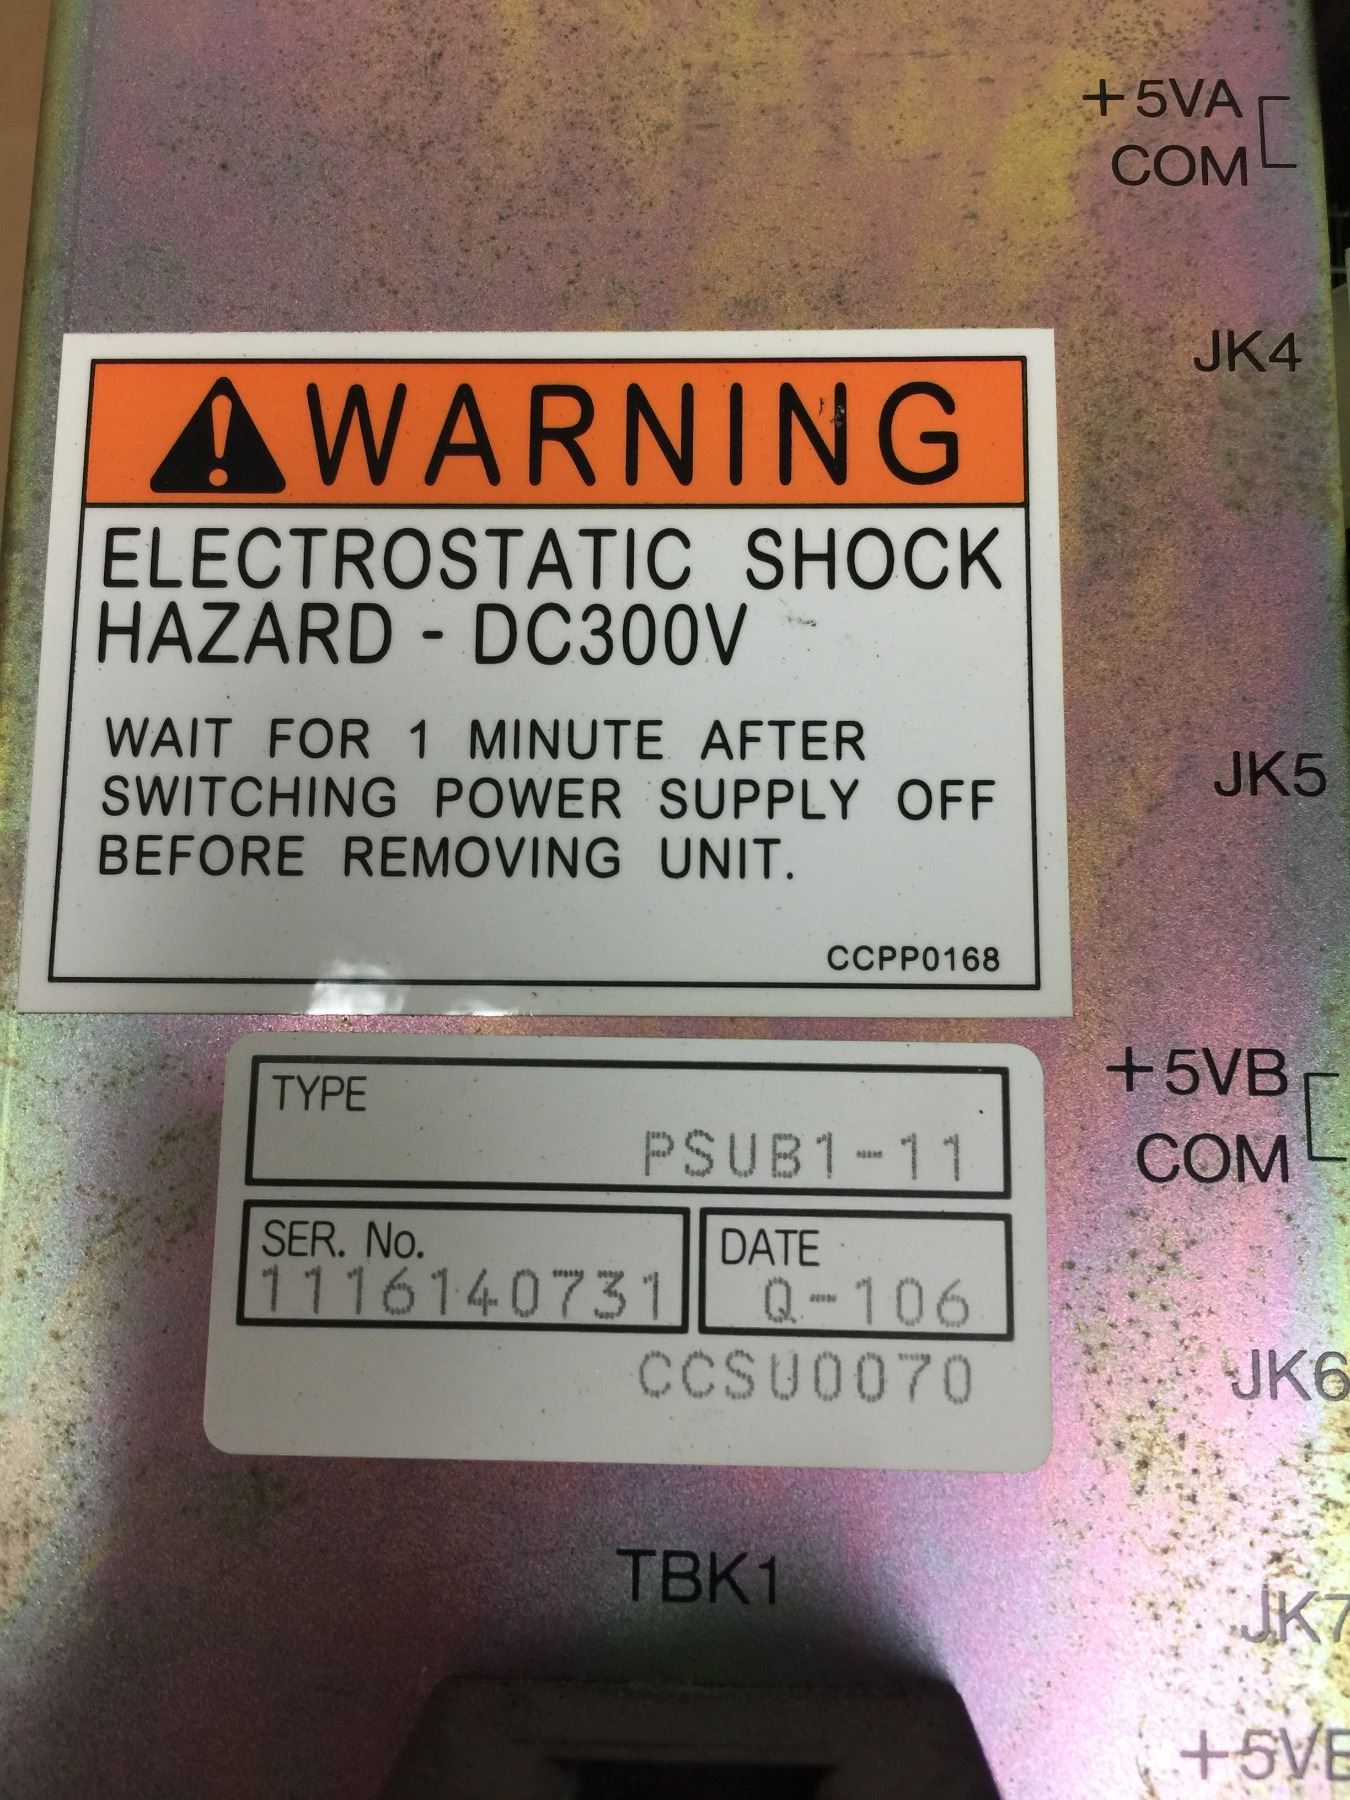 +5VA
COM
JK4
WARNING
ELECTROSTATIC SHOCK
HAZARD - DC300V
WAIT FOR 1 MINUTE AFTER
SWITCHING POWER SUPPLY OFF
BEFORE REMOVING UNIT.
CCPP0168
JK5
+5VB
COM
TYPE
PSUB1-11
SER. No.
1116140731
DATE
Q-106
CCSU0070
JK6
TBK1
JK7
+5VB